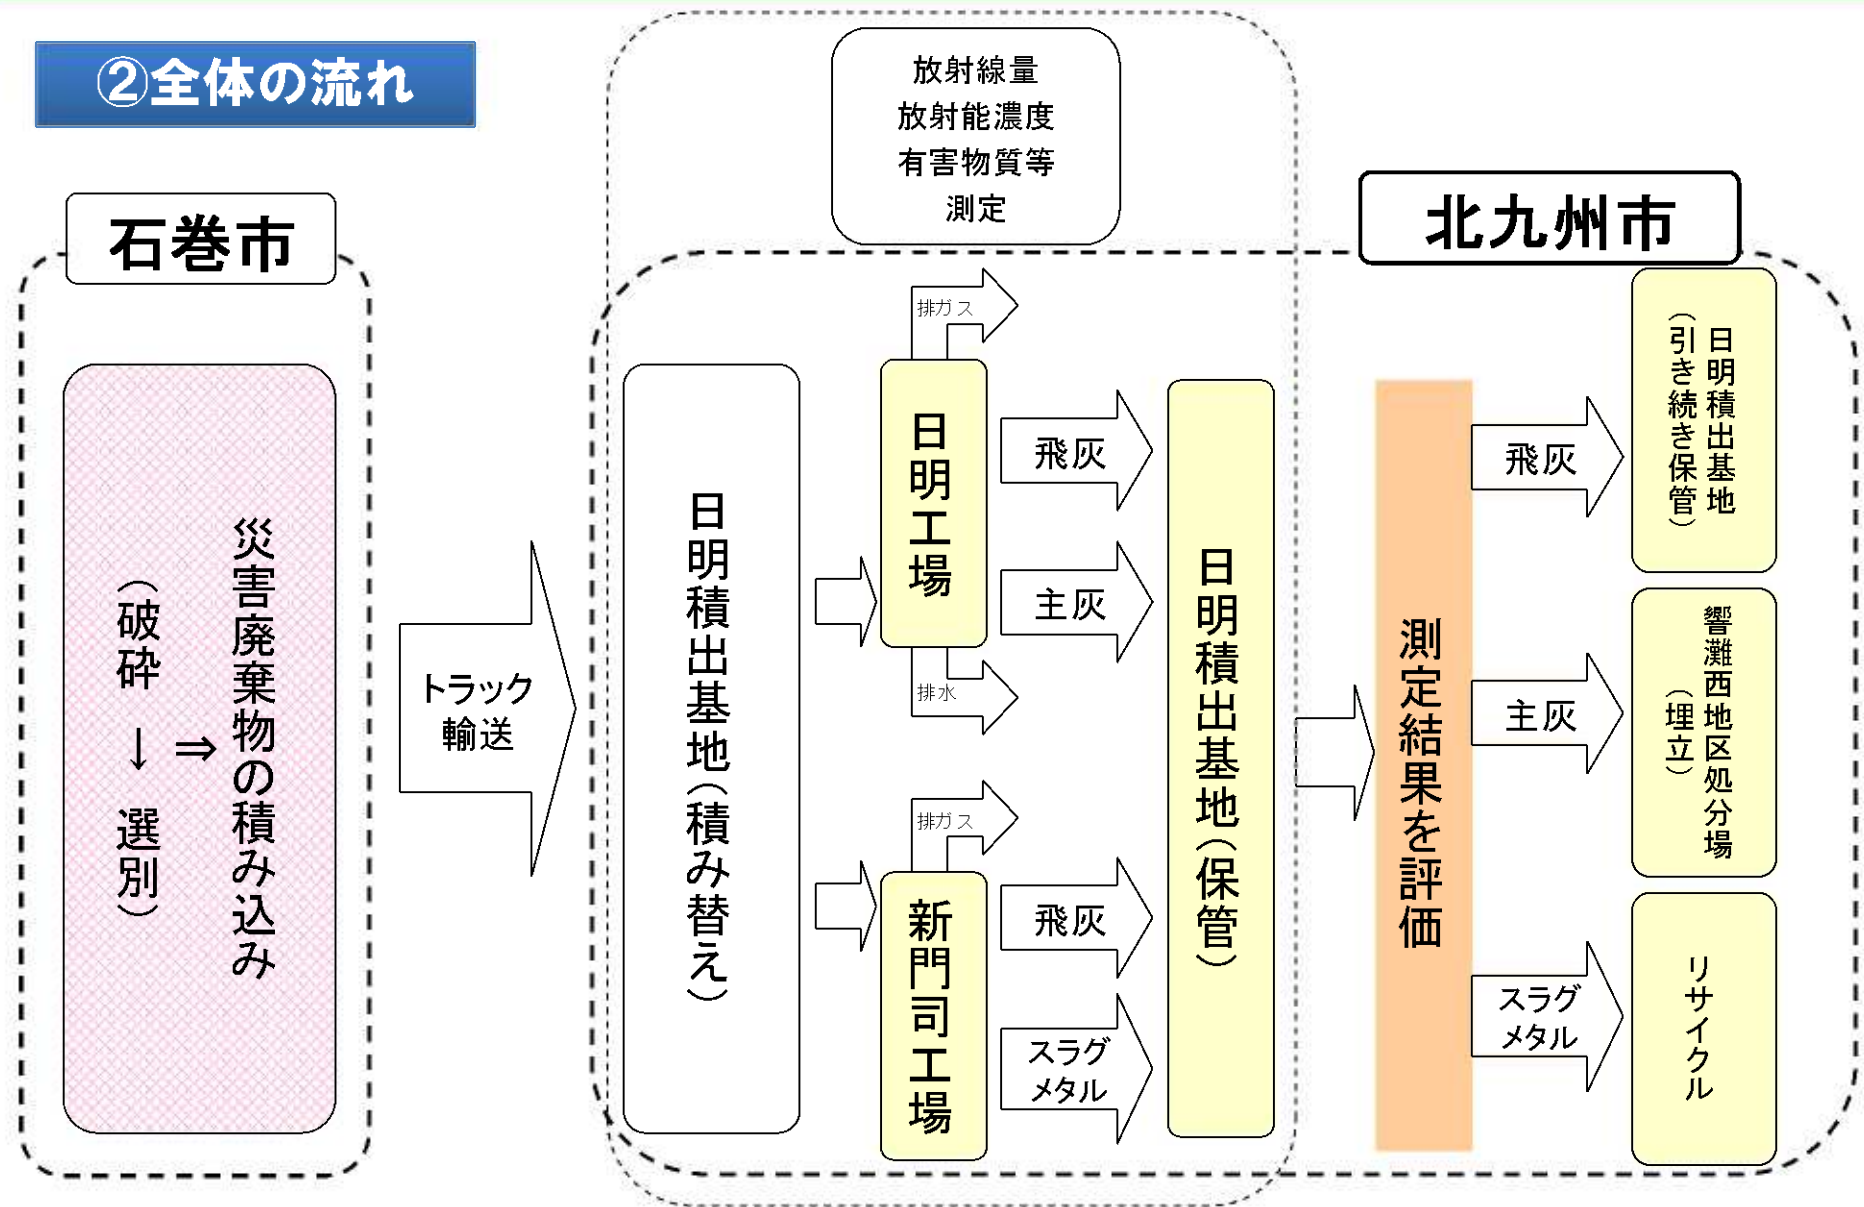 ②全体の流れ
放射線量
放射能濃度
有害物質等
測定
石巻市
北九州市
災害廃棄物の積み込み
⇒
(破砕 → 選別)
トラック
輸送
日明積出基地(積み替え)
排ガス
日明工場
排水
飛灰
主灰
排ガス
新門司工場
飛灰
スラグ
メタル
日明積出基地(保管)
測定結果を評価
飛灰
主灰
スラグ
メタル
日明積出基地
(引き続き保管)
響灘西地区処分場
(埋立)
リサイクル